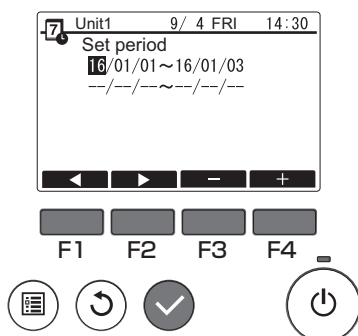 7 Unit1 9/ 4 FRI 14:30
Set period
16/01/01～16/01/03
--/--/--～--/--/--
− +
F1 F2 F3 F4